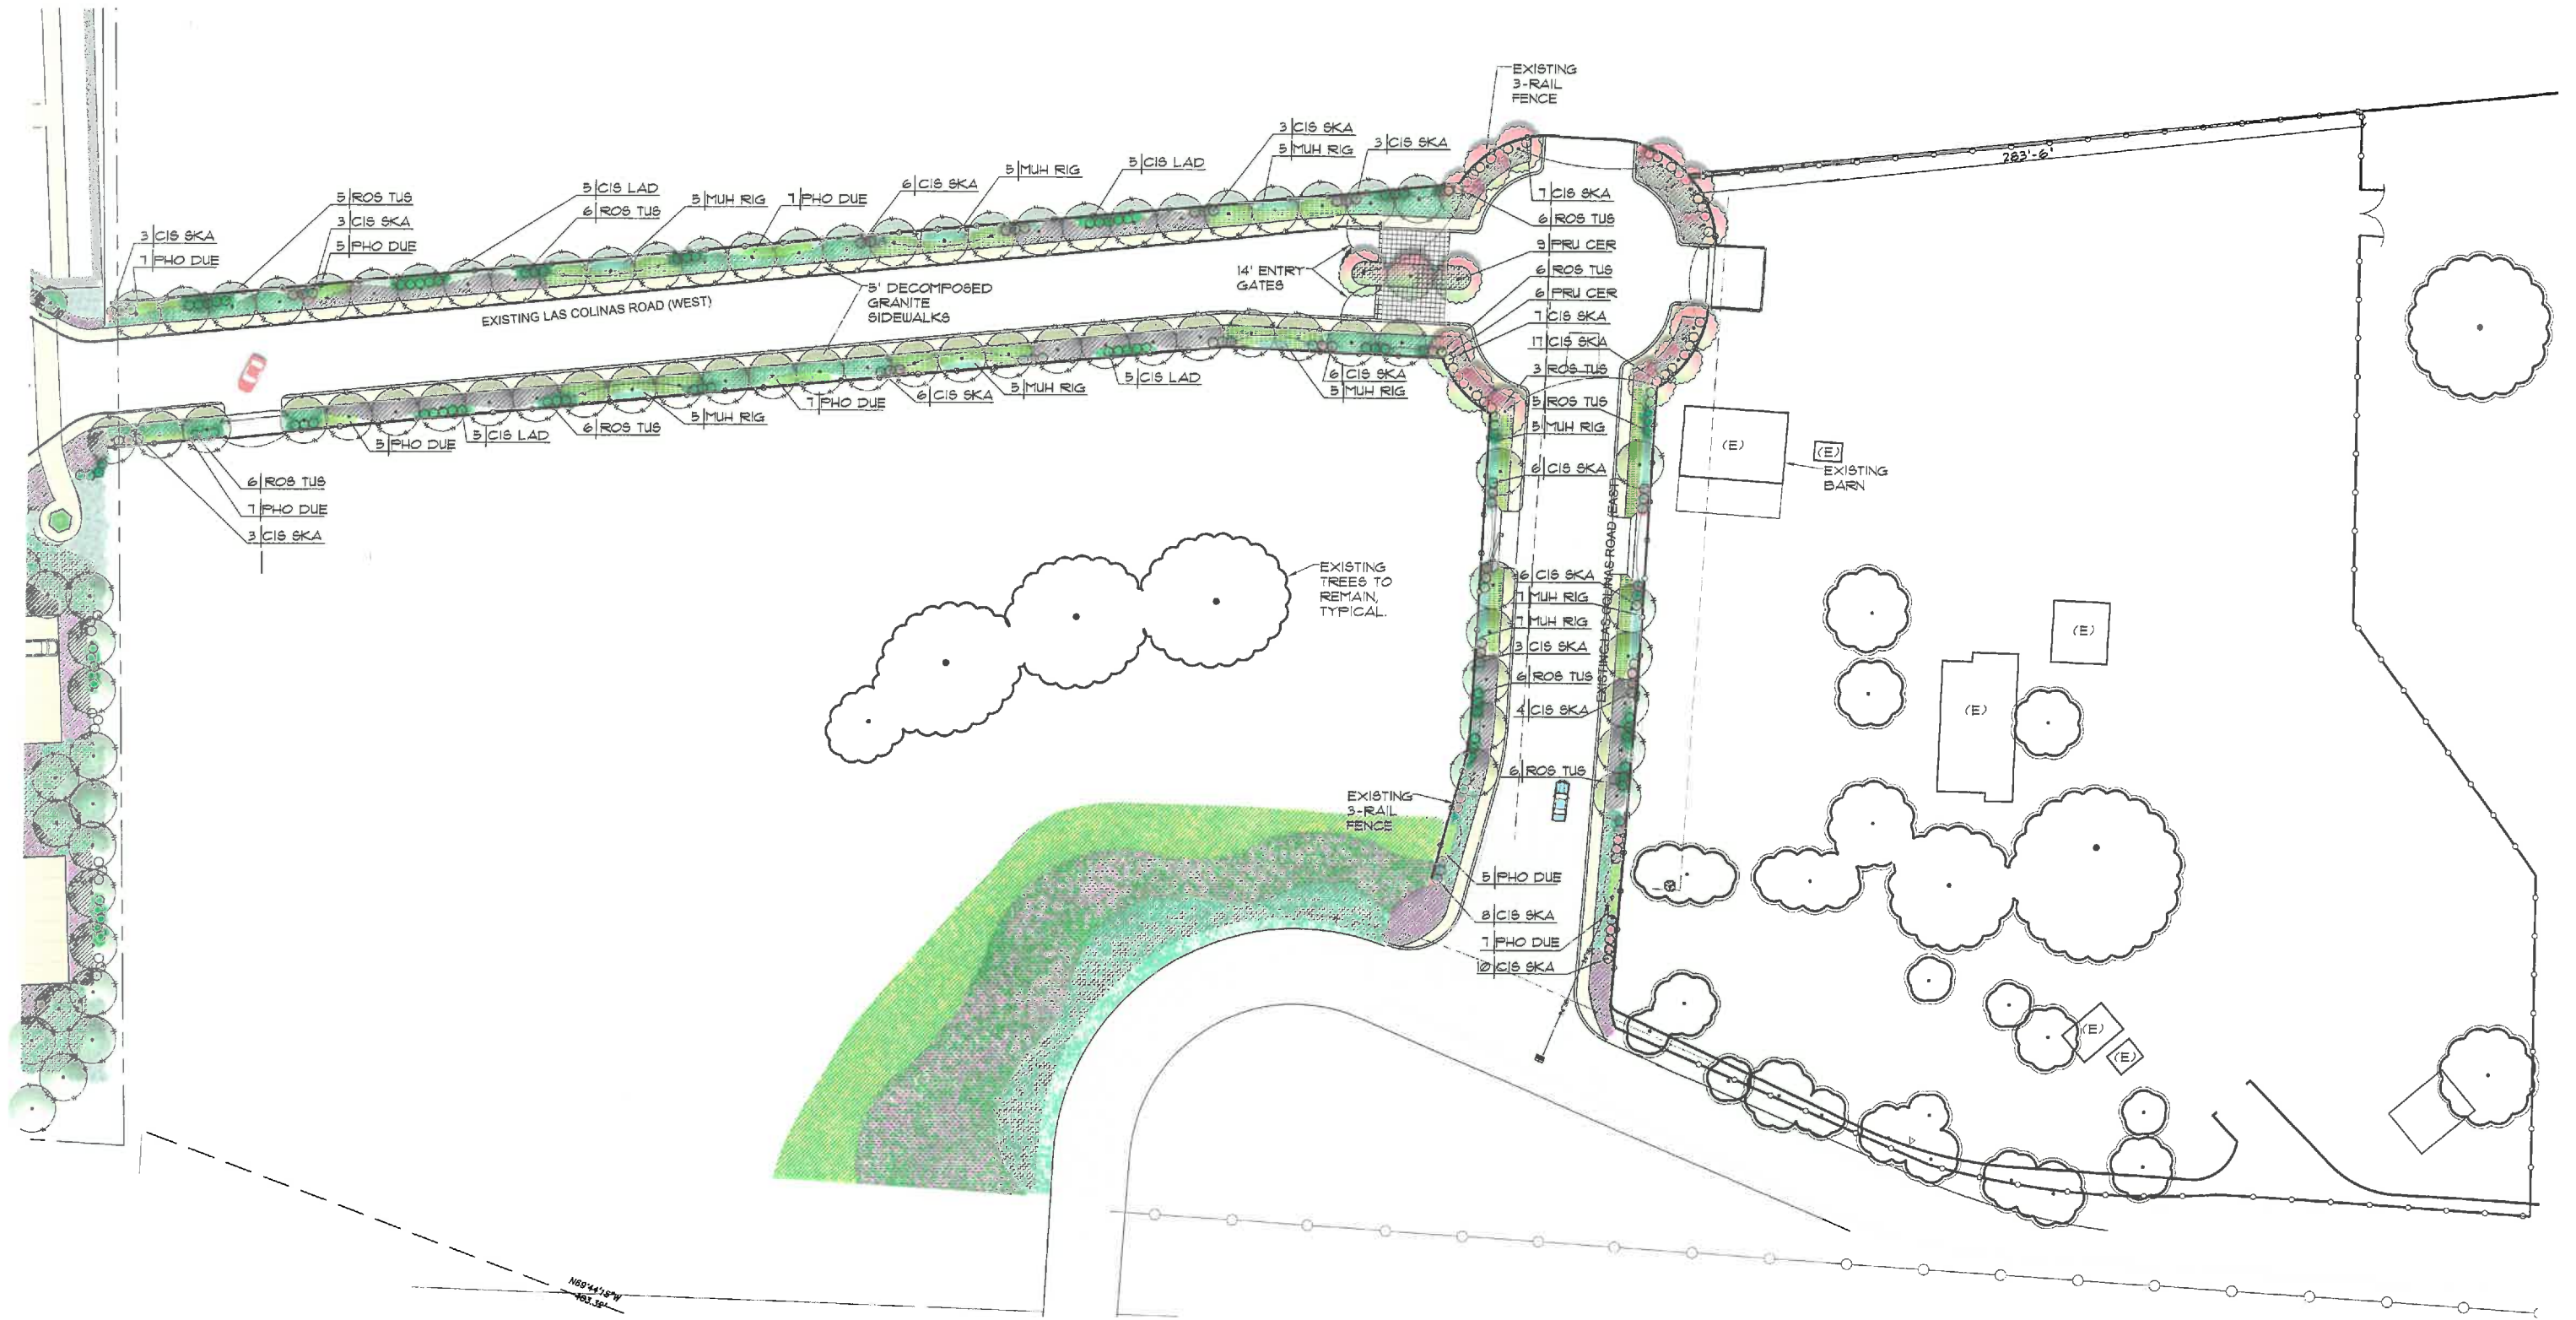 EXISTING
3-RAIL
FENCE
3 CIS SKA
5 MUH RIG
3 CIS SKA
5 CIS LAD
5 MUH RIG
6 CIS SKA
7 PHO DUE
5 MUH RIG
5 CIS LAD
6 ROS TUS
5 ROS TUS
3 CIS SKA
5 PHO DUE
3 CIS SKA
7 PHO DUE
283'-6"
7 CIS SKA
6 ROS TUS
9 PRU CER
6 ROS TUS
6 PRU CER
7 CIS SKA
17 CIS SKA
3 ROS TUS
5 ROS TUS
5 MUH RIG
6 CIS SKA
14' ENTRY
GATES
5' DECOMPOSED
GRANITE
SIDEWALKS
EXISTING LAS COLINAS ROAD (WEST)
6 CIS SKA
5 MUH RIG
5 CIS LAD
5 MUH RIG
6 CIS SKA
7 PHO DUE
5 MUH RIG
6 ROS TUS
5 CIS LAD
5 PHO DUE
6 ROS TUS
7 PHO DUE
3 CIS SKA
(E)
(E)
EXISTING
BARN
EXISTING
TREES TO
REMAIN,
TYPICAL.
6 CIS SKA
7 MUH RIG
7 MUH RIG
3 CIS SKA
6 ROS TUS
4 CIS SKA
EXISTING LAS COLINAS ROAD (EAST)
6 ROS TUS
(E)
(E)
EXISTING
3-RAIL
FENCE
5 PHO DUE
8 CIS SKA
7 PHO DUE
10 CIS SKA
(E)
(E)
N69°44'15"W